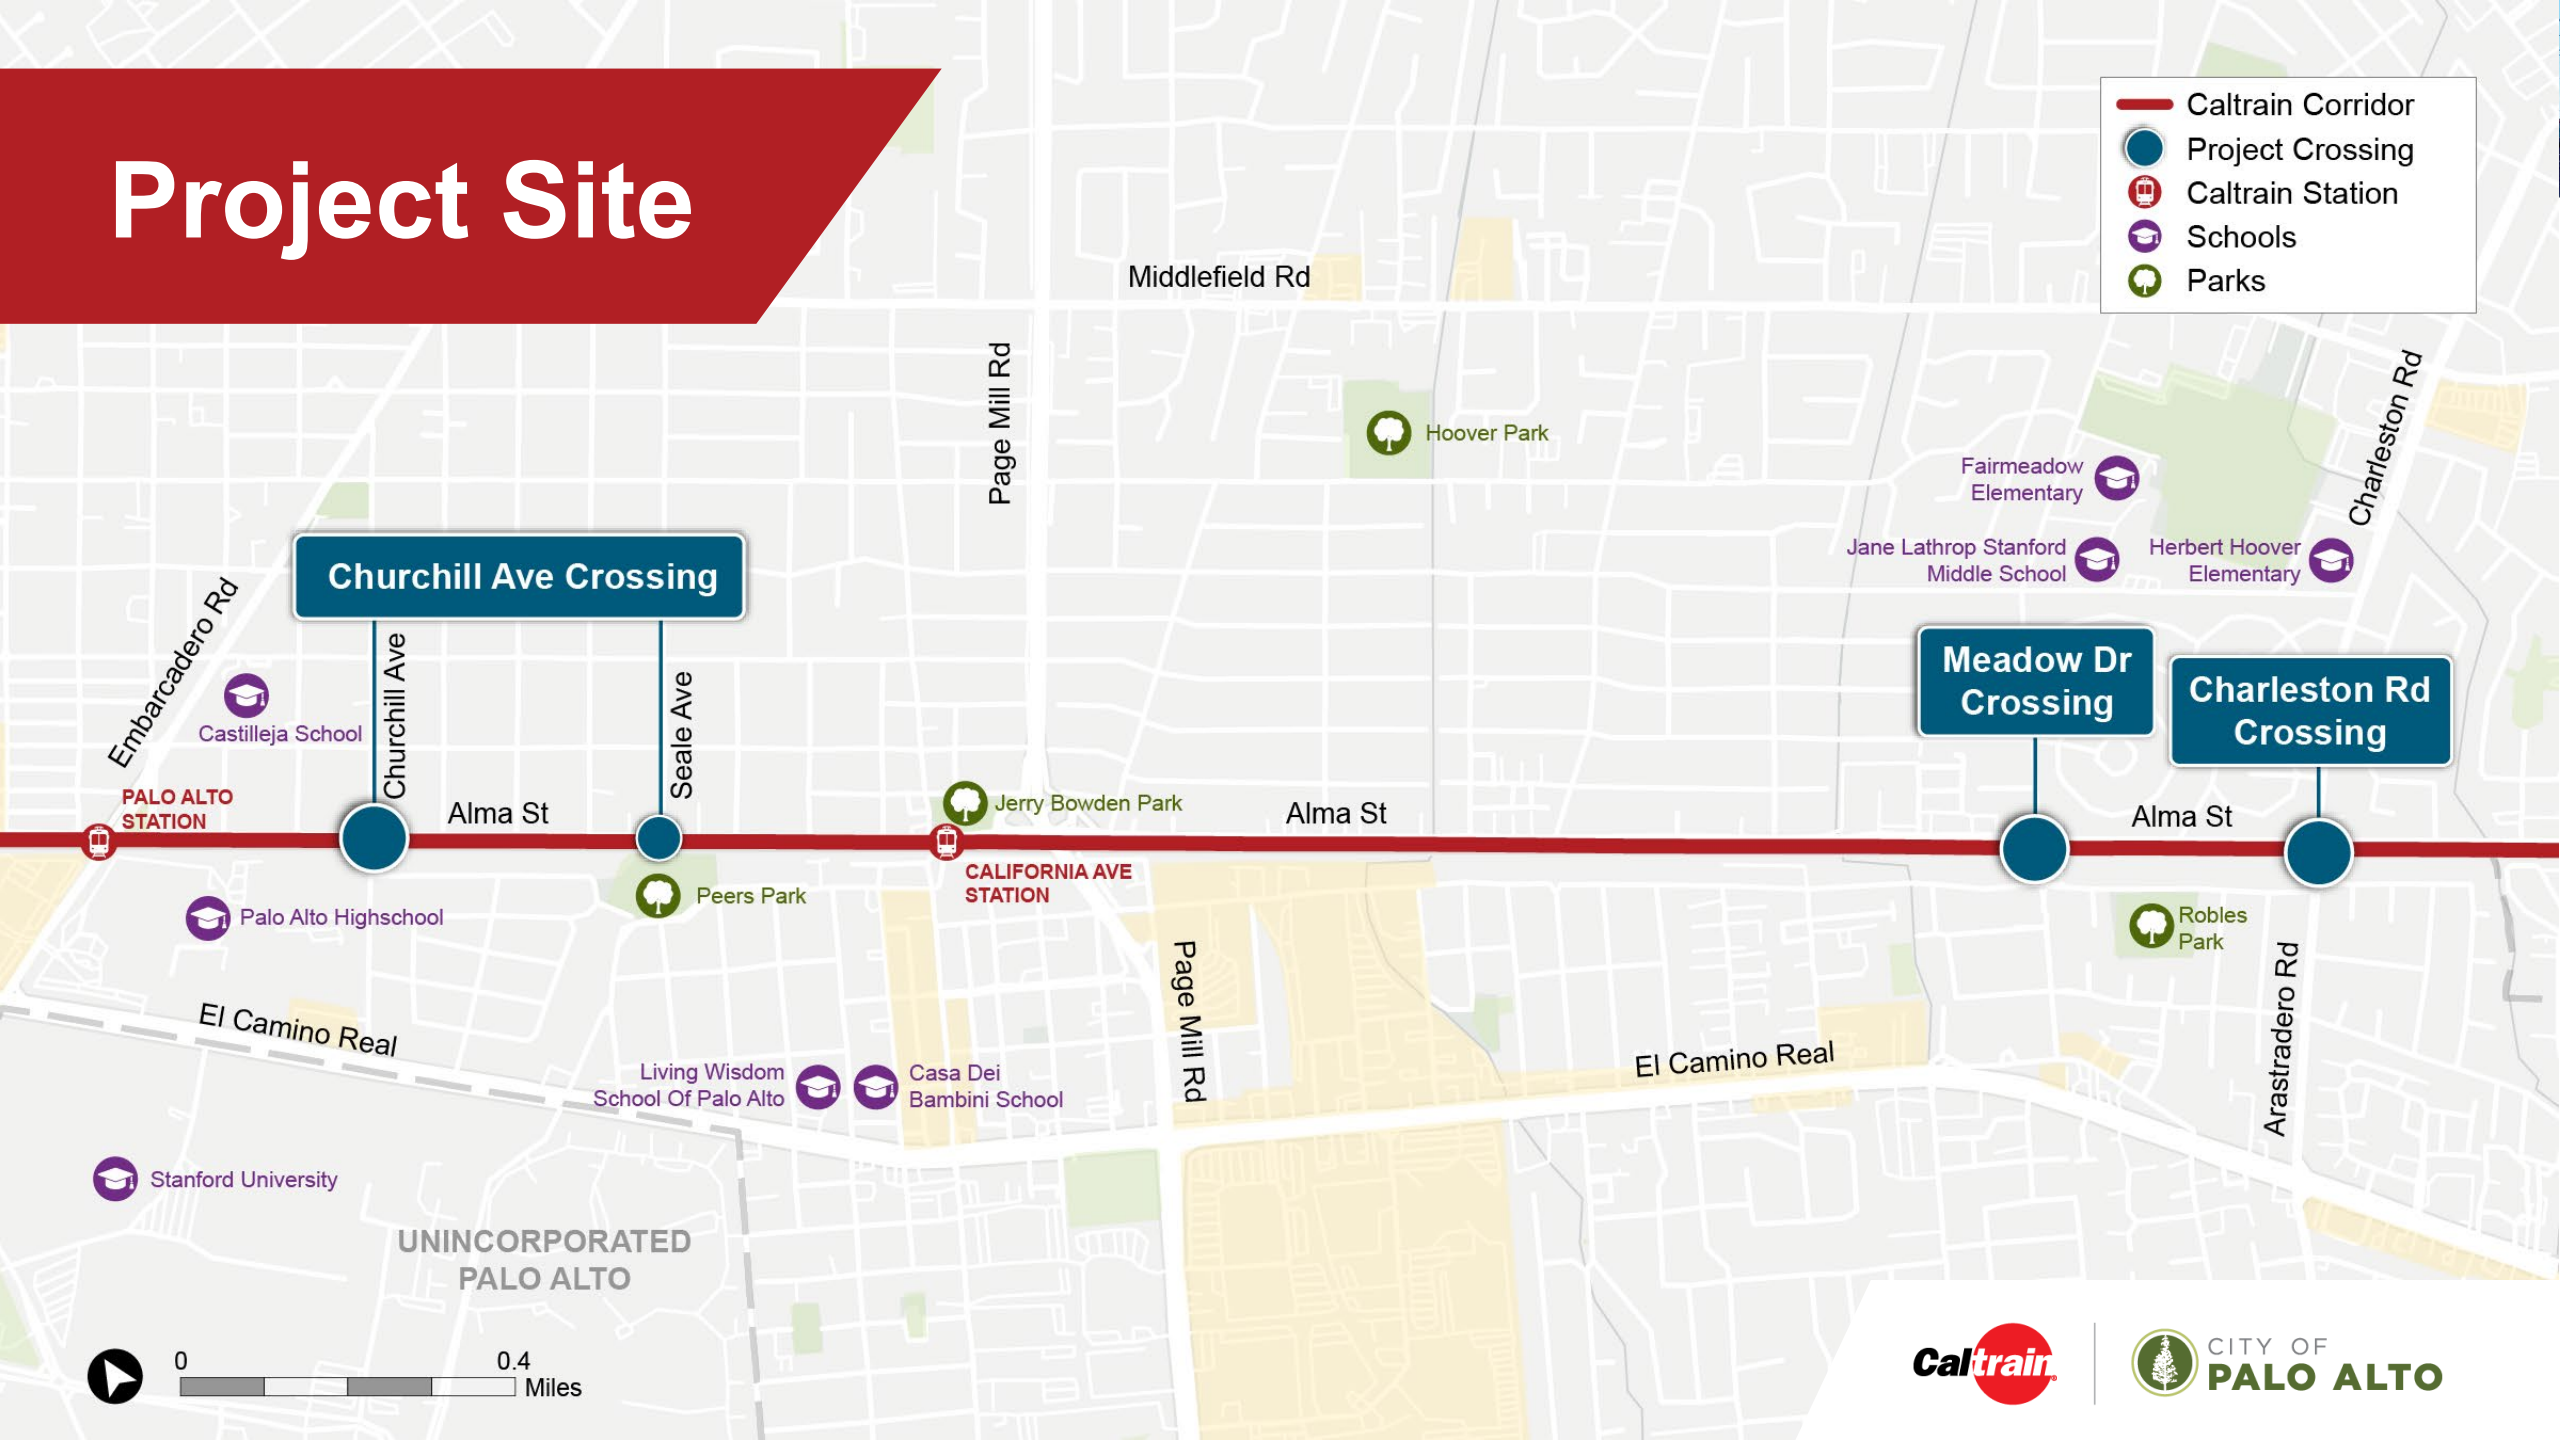 Project Site
Caltrain Corridor
Project Crossing
Caltrain Station
Schools
Parks
Middlefield Rd
Page Mill Rd
Charleston Rd
Hoover Park
Fairmeadow
Elementary
Jane Lathrop Stanford
Middle School
Herbert Hoover
Elementary
Churchill Ave Crossing
Embarcadero Rd
Churchill Ave
Seale Ave
Castilleja School
Meadow Dr
Crossing
Charleston Rd
Crossing
PALO ALTO
STATION
Alma St
Jerry Bowden Park
Alma St
Alma St
CALIFORNIA AVE
STATION
Peers Park
Palo Alto Highschool
Robles
Park
Page Mill Rd
Arastradero Rd
El Camino Real
El Camino Real
Living Wisdom
School Of Palo Alto
Casa Dei
Bambini School
Stanford University
UNINCORPORATED
PALO ALTO
0
0.4
Miles
Caltrain
CITY OF
PALO ALTO